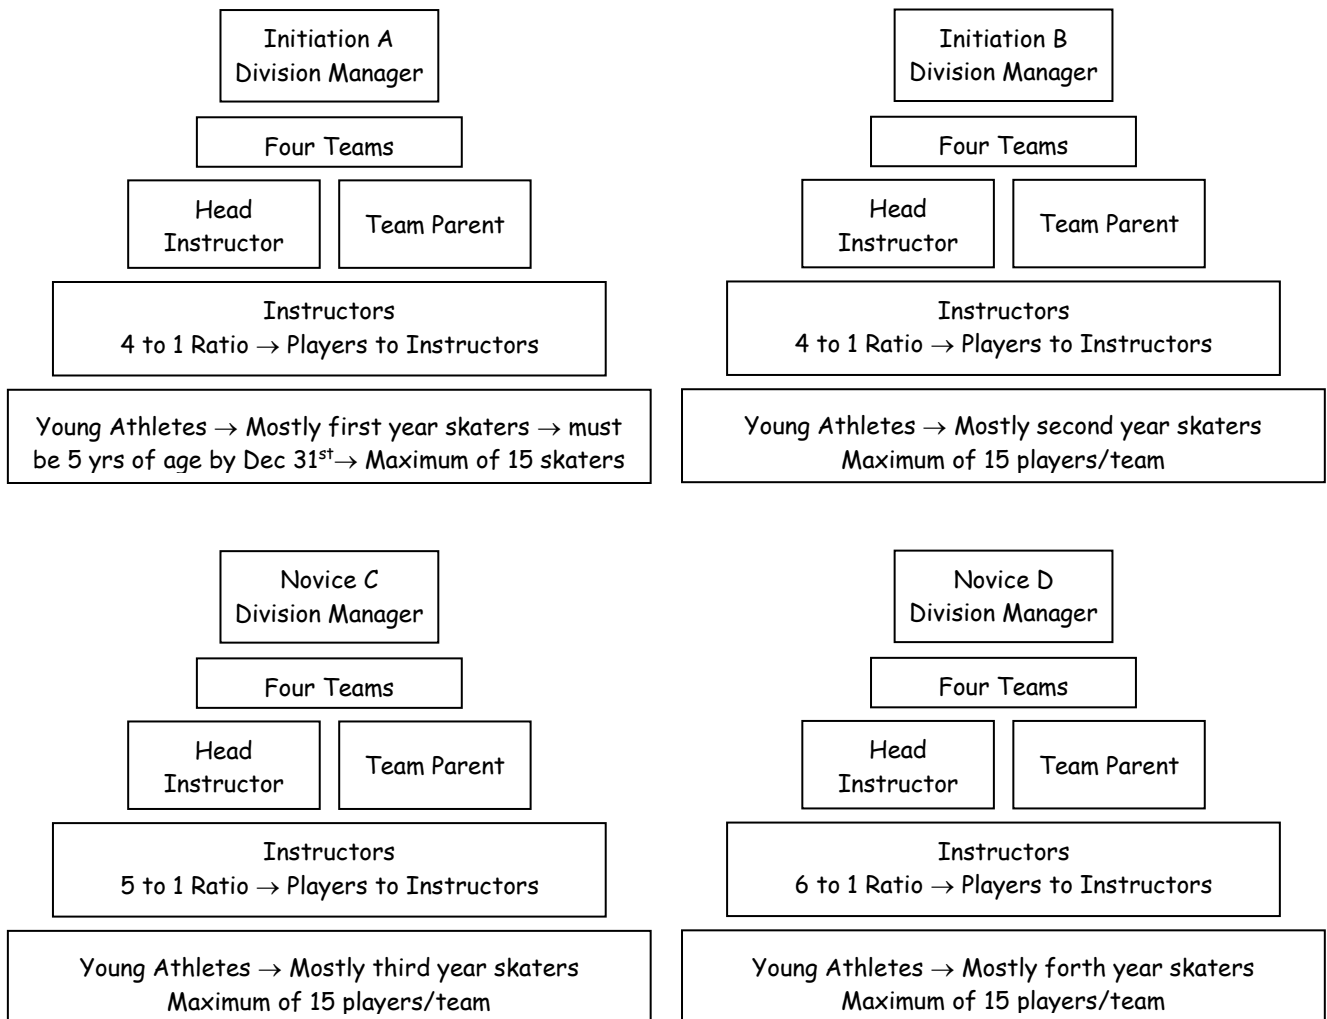 Initiation A
Division Manager
Four Teams
Head
Instructor
Team Parent
Instructors
4 to 1 Ratio → Players to Instructors
Young Athletes → Mostly first year skaters → must
be 5 yrs of age by Dec 31st→ Maximum of 15 skaters
Initiation B
Division Manager
Four Teams
Head
Instructor
Team Parent
Instructors
4 to 1 Ratio → Players to Instructors
Young Athletes → Mostly second year skaters
Maximum of 15 players/team
Novice C
Division Manager
Four Teams
Head
Instructor
Team Parent
Instructors
5 to 1 Ratio → Players to Instructors
Young Athletes → Mostly third year skaters
Maximum of 15 players/team
Novice D
Division Manager
Four Teams
Head
Instructor
Team Parent
Instructors
6 to 1 Ratio → Players to Instructors
Young Athletes → Mostly forth year skaters
Maximum of 15 players/team